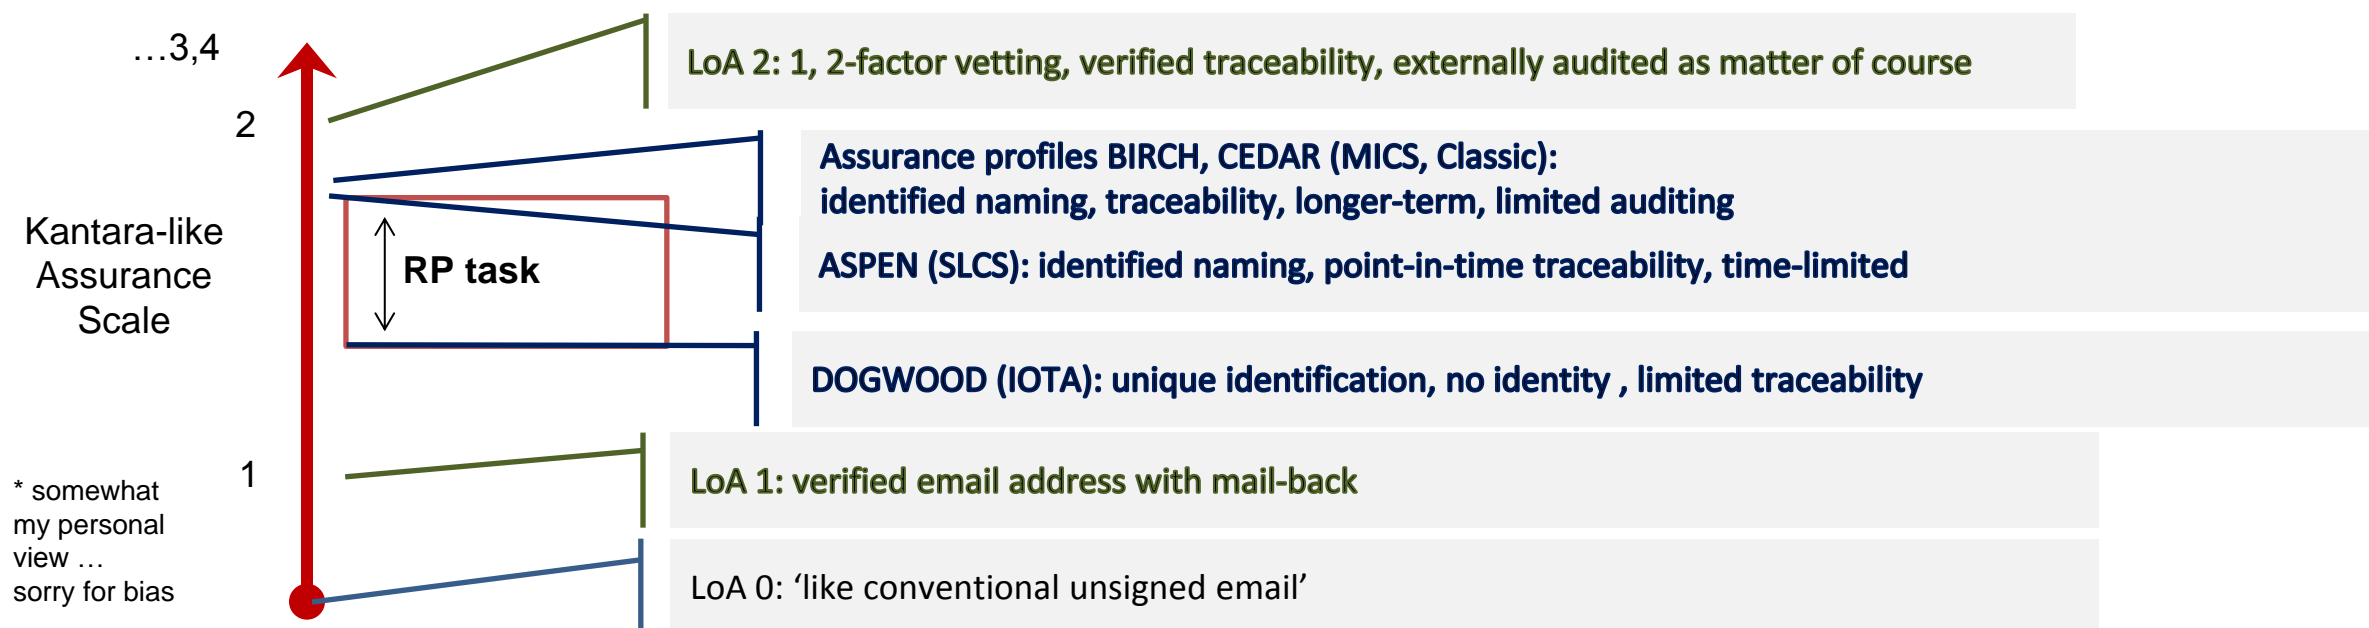 …3,4
LoA 2: 1, 2-factor vetting, verified traceability, externally audited as matter of course
2
Assurance profiles BIRCH, CEDAR (MICS, Classic):
identified naming, traceability, longer-term, limited auditing
Kantara-like
Assurance
Scale
RP task
ASPEN (SLCS): identified naming, point-in-time traceability, time-limited
DOGWOOD (IOTA): unique identification, no identity , limited traceability
1
LoA 1: verified email address with mail-back
* somewhat
my personal
view …
sorry for bias
LoA 0: ‘like conventional unsigned email’